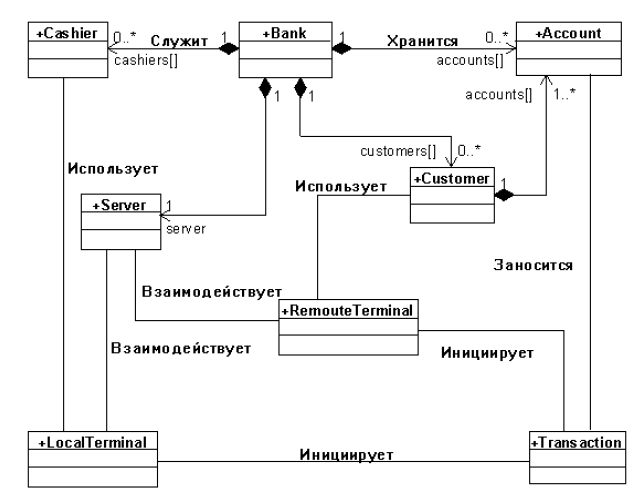 +Cashier 0..* Служит 1 +Bank 1 Хранится 0..* +Account
cashiers[] accounts[]
1 1 accounts[] 1..*
customers[] 0..*
Использует Использует +Customer 1
+Server 1
server
Заносится
Взаимодействует
+RemouteTerminal
Взаимодействует Инициирует
+LocalTerminal Инициирует +Transaction